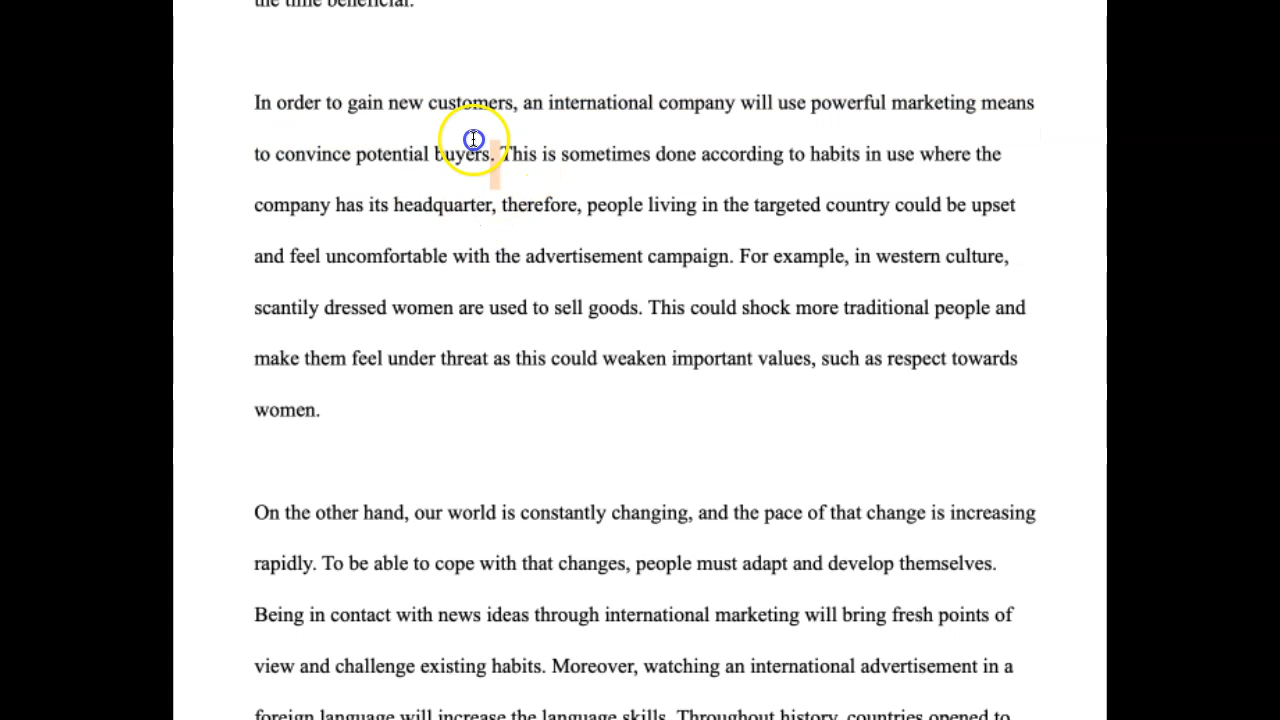 the time beneficial.
In order to gain new customers, an international company will use powerful marketing means
to convince potential buyers. This is sometimes done according to habits in use where the
company has its headquarter, therefore, people living in the targeted country could be upset
and feel uncomfortable with the advertisement campaign. For example, in western culture,
scantily dressed women are used to sell goods. This could shock more traditional people and
make them feel under threat as this could weaken important values, such as respect towards
women.
On the other hand, our world is constantly changing, and the pace of that change is increasing
rapidly. To be able to cope with that changes, people must adapt and develop themselves.
Being in contact with news ideas through international marketing will bring fresh points of
view and challenge existing habits. Moreover, watching an international advertisement in a
foreign language will increase the language skills. Throughout history, countries opened to